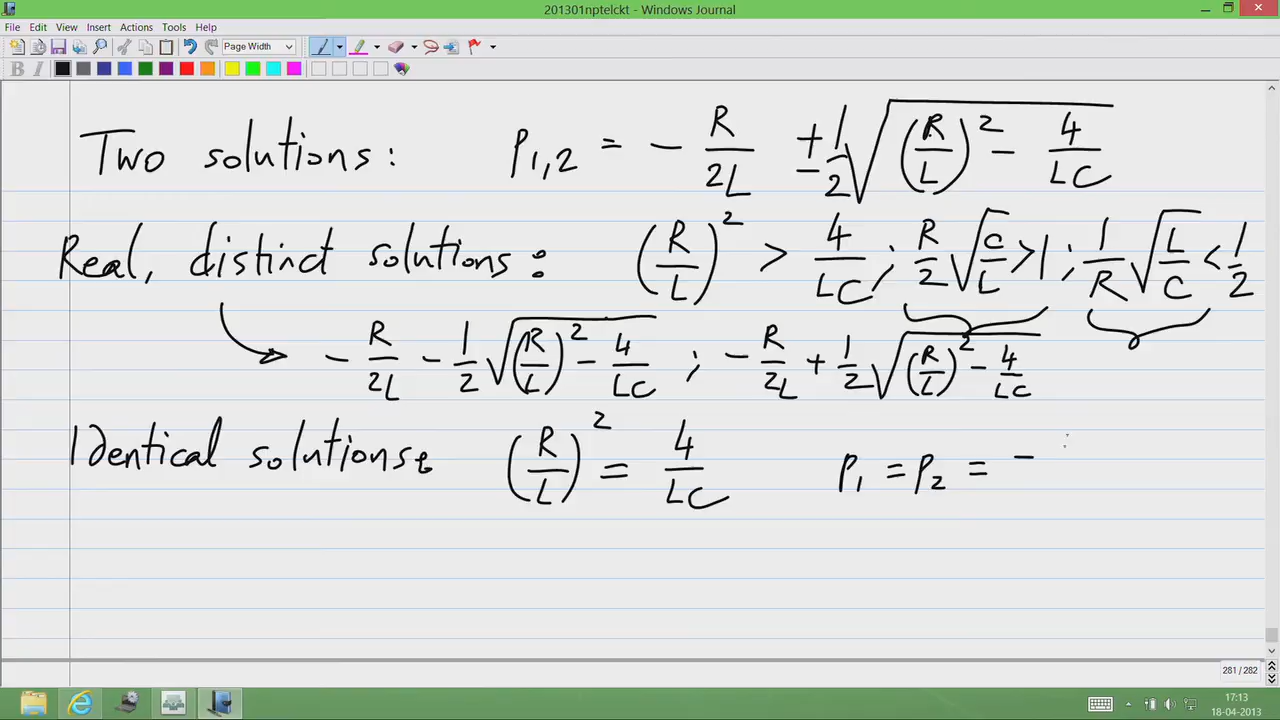 201301nptelckt - Windows Journal
File Edit View Insert Actions Tools Help
Page Width
B I
Two solutions : p1,2 = - R/2L ± 1/2 √((R/L)² - 4/LC)
Real, distinct solutions : (R/L)² > 4/LC ; R/2 √(C/L) > 1 ; 1/R √(L/C) < 1/2
- R/2L - 1/2 √((R/L)² - 4/LC) ; - R/2L + 1/2 √((R/L)² - 4/LC)
Identical solutions: (R/L)² = 4/LC p1 = p2 = -
281 / 282
17:13
18-04-2013